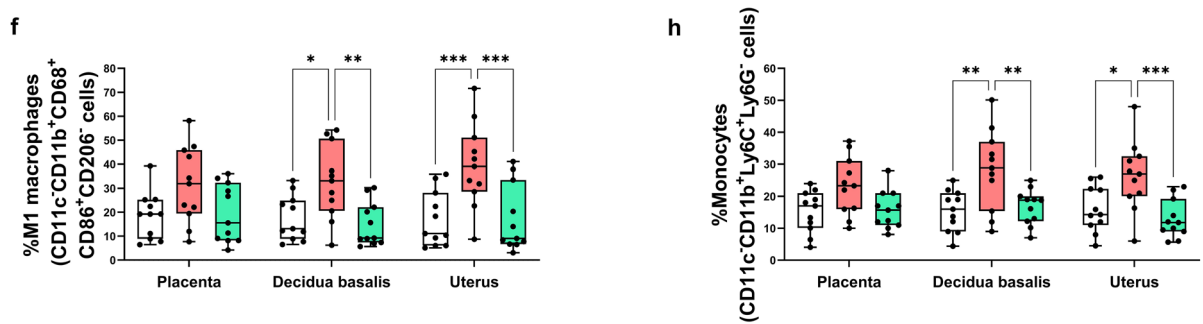 f
%M1 macrophages
(CD11c⁻CD11b⁺CD68⁺
CD86⁺CD206⁻ cells)
80
70
60
50
40
30
20
10
0
* ** *** ***
Placenta Decidua basalis Uterus
h
%Monocytes
(CD11c⁻CD11b⁺Ly6C⁺Ly6G⁻ cells)
60
50
40
30
20
10
0
** ** * ***
Placenta Decidua basalis Uterus